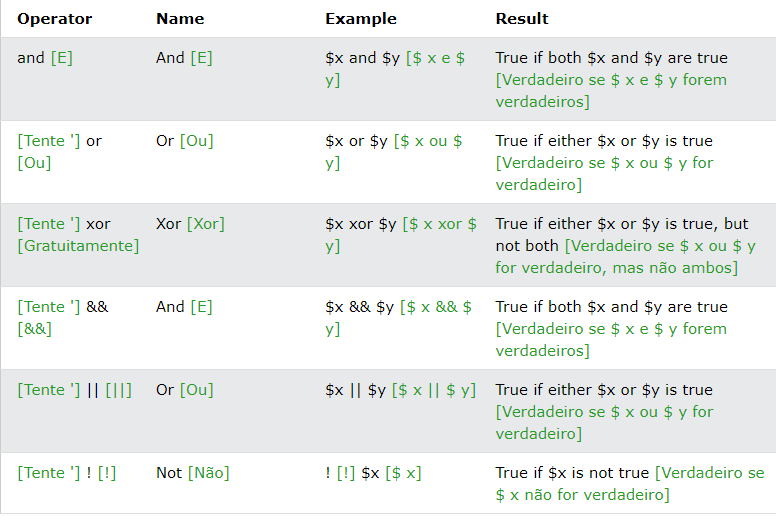 Operator Name Example Result
and [E] And [E] $x and $y [$ x e $ y] True if both $x and $y are true [Verdadeiro se $ x e $ y forem verdadeiros]
[Tente '] or [Ou] Or [Ou] $x or $y [$ x ou $ y] True if either $x or $y is true [Verdadeiro se $ x ou $ y for verdadeiro]
[Tente '] xor [Gratuitamente] Xor [Xor] $x xor $y [$ x xor $ y] True if either $x or $y is true, but not both [Verdadeiro se $ x ou $ y for verdadeiro, mas não ambos]
[Tente '] && [&&] And [E] $x && $y [$ x && $ y] True if both $x and $y are true [Verdadeiro se $ x e $ y forem verdadeiros]
[Tente '] || [||] Or [Ou] $x || $y [$ x || $ y] True if either $x or $y is true [Verdadeiro se $ x ou $ y for verdadeiro]
[Tente '] ! [!] Not [Não] ! [!] $x [$ x] True if $x is not true [Verdadeiro se $ x não for verdadeiro]